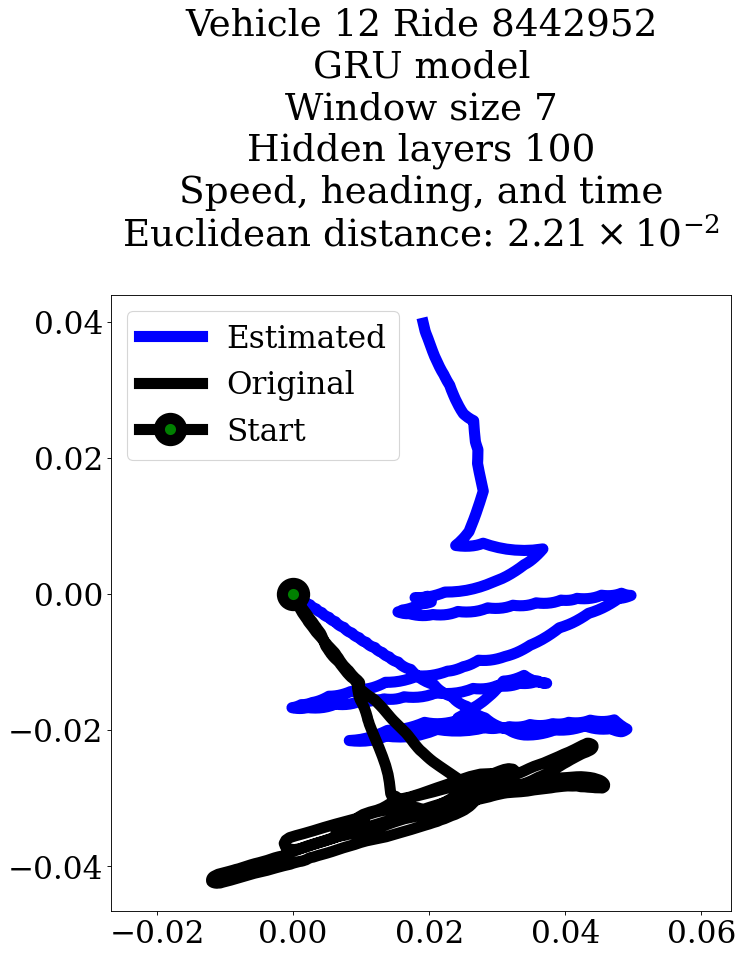 Vehicle 12 Ride 8442952
GRU model
Window size 7
Hidden layers 100
Speed, heading, and time
Euclidean distance: 2.21 × 10⁻²
Estimated
Original
Start
0.04
0.02
0.00
−0.02
−0.04
−0.02 0.00 0.02 0.04 0.06